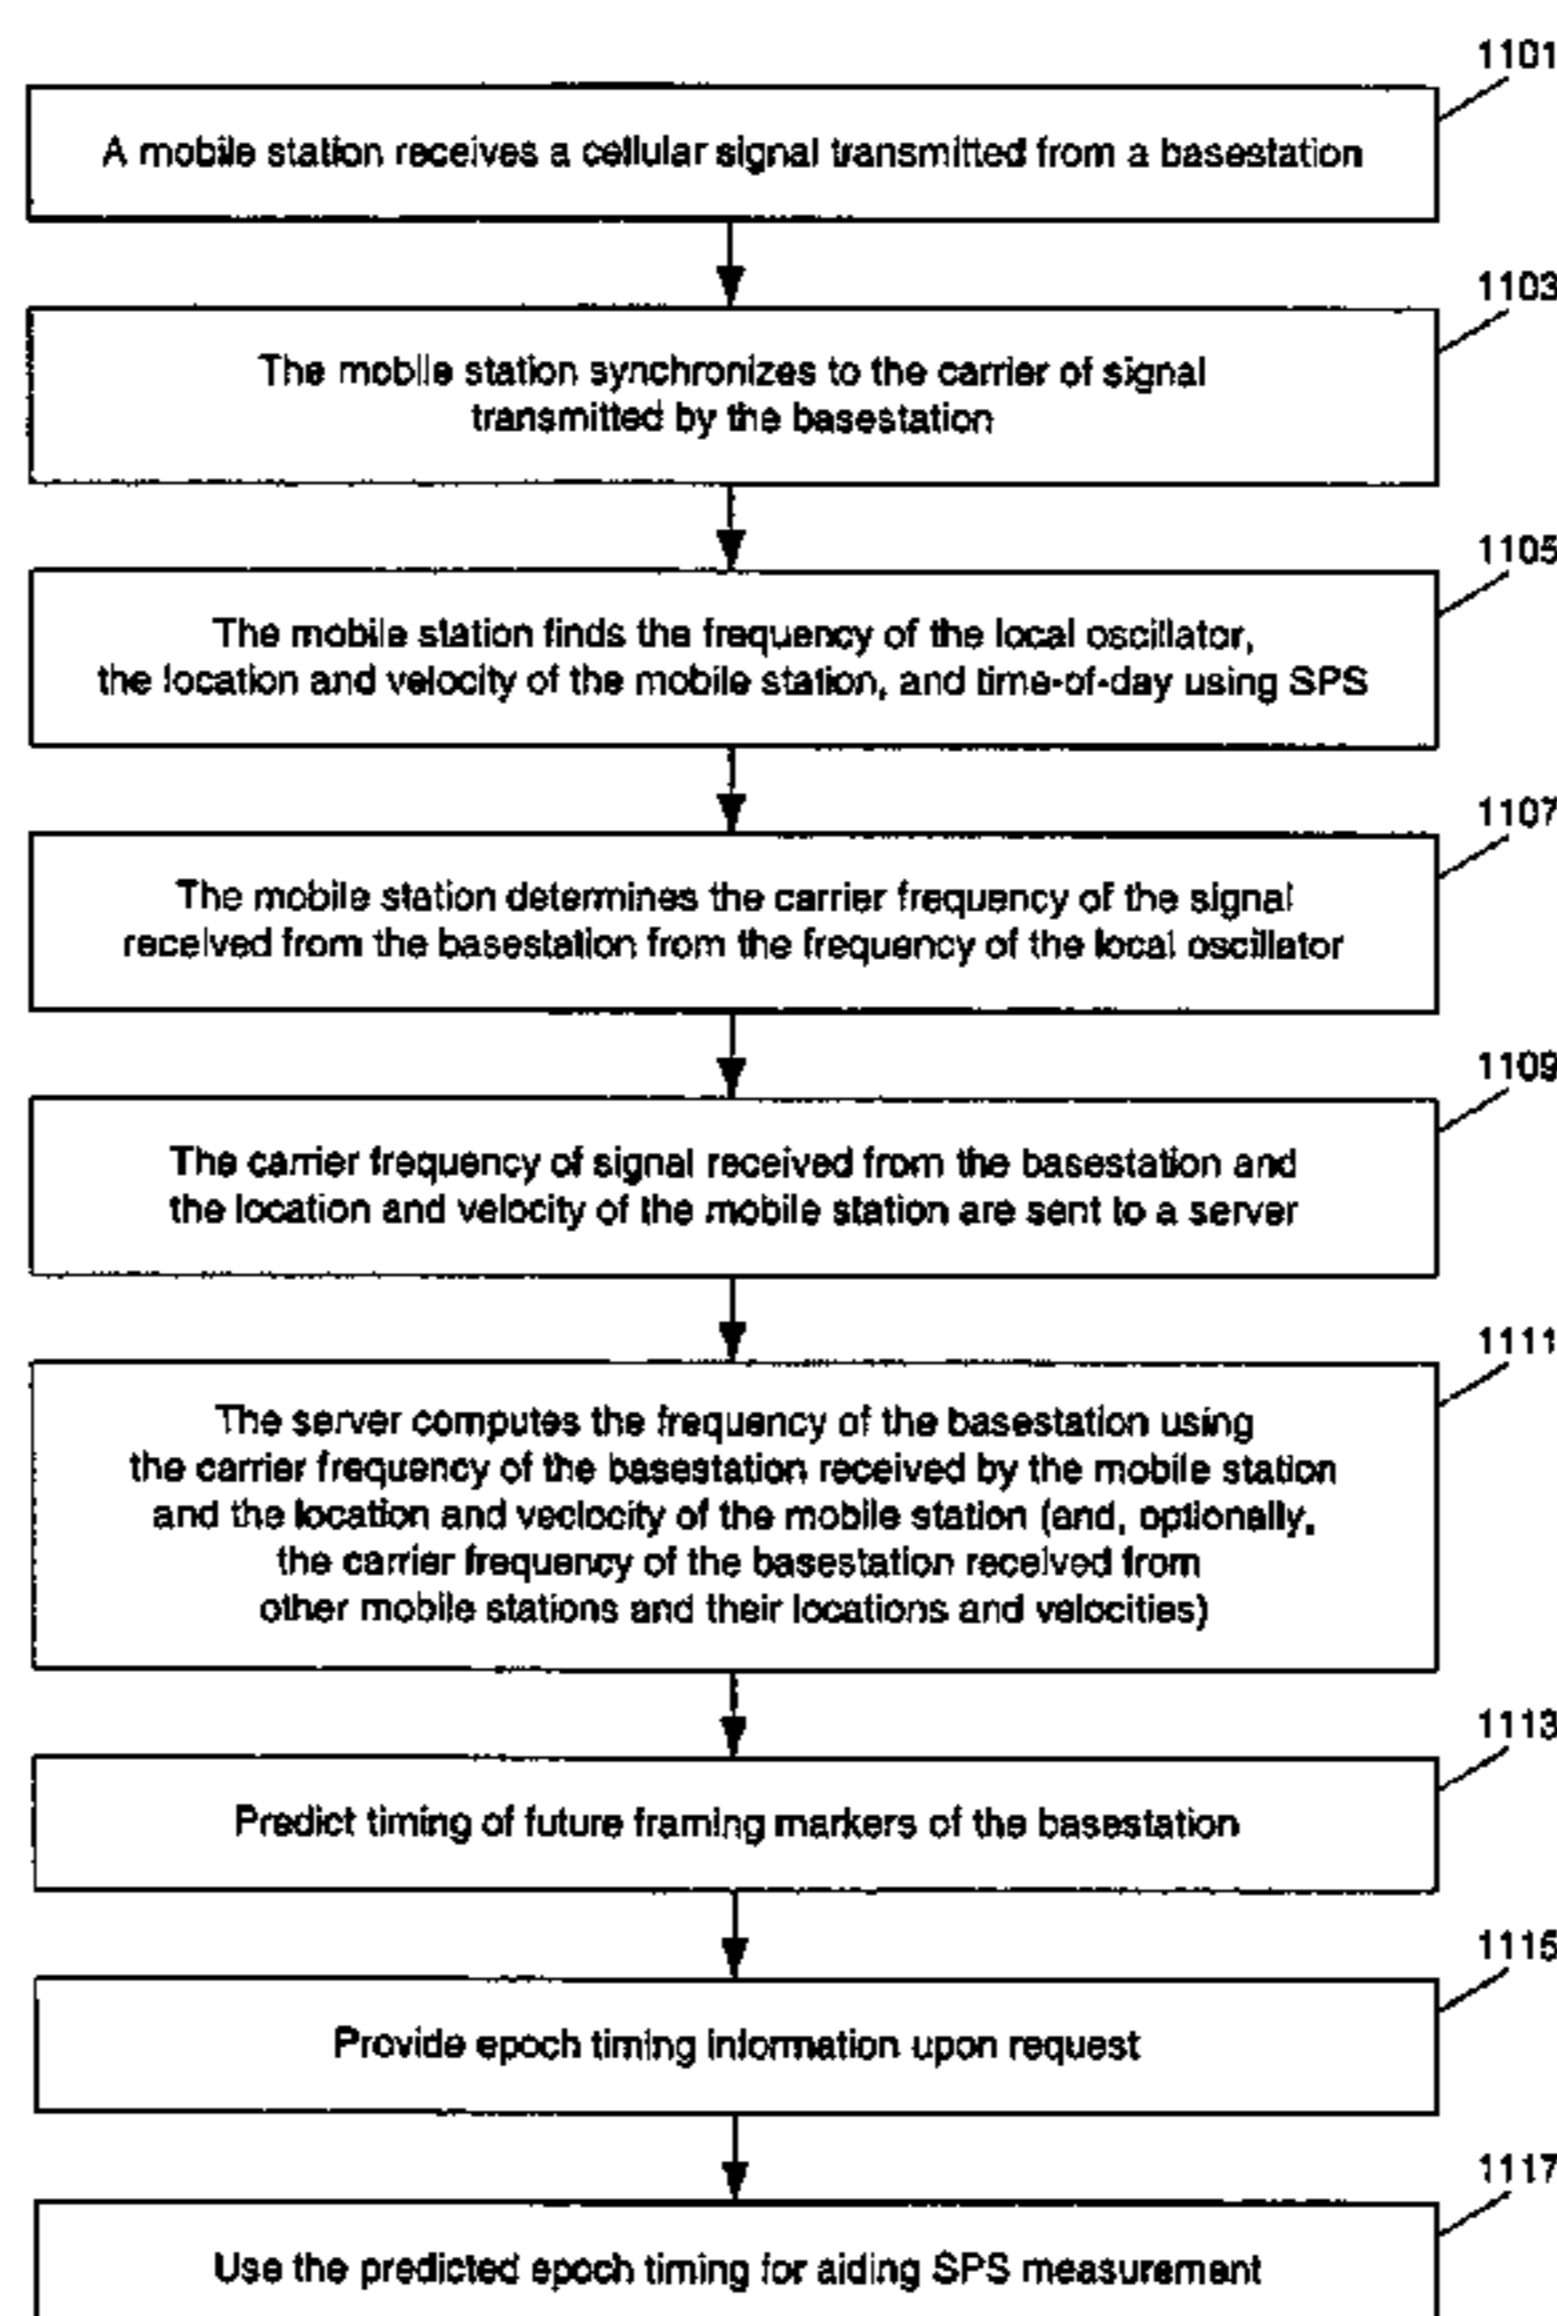 1101
A mobile station receives a cellular signal transmitted from a basestation
1103
The mobile station synchronizes to the carrier of signal
transmitted by the basestation
1105
The mobile station finds the frequency of the local oscillator,
the location and velocity of the mobile station, and time-of-day using SPS
1107
The mobile station determines the carrier frequency of the signal
received from the basestation from the frequency of the local oscillator
1109
The carrier frequency of signal received from the basestation and
the location and velocity of the mobile station are sent to a server
1111
The server computes the frequency of the basestation using
the carrier frequency of the basestation received by the mobile station
and the location and veclocity of the mobile station (and, optionally,
the carrier frequency of the basestation received from
other mobile stations and their locations and velocities)
1113
Predict timing of future framing markers of the basestation
1115
Provide epoch timing information upon request
1117
Use the predicted epoch timing for aiding SPS measurement